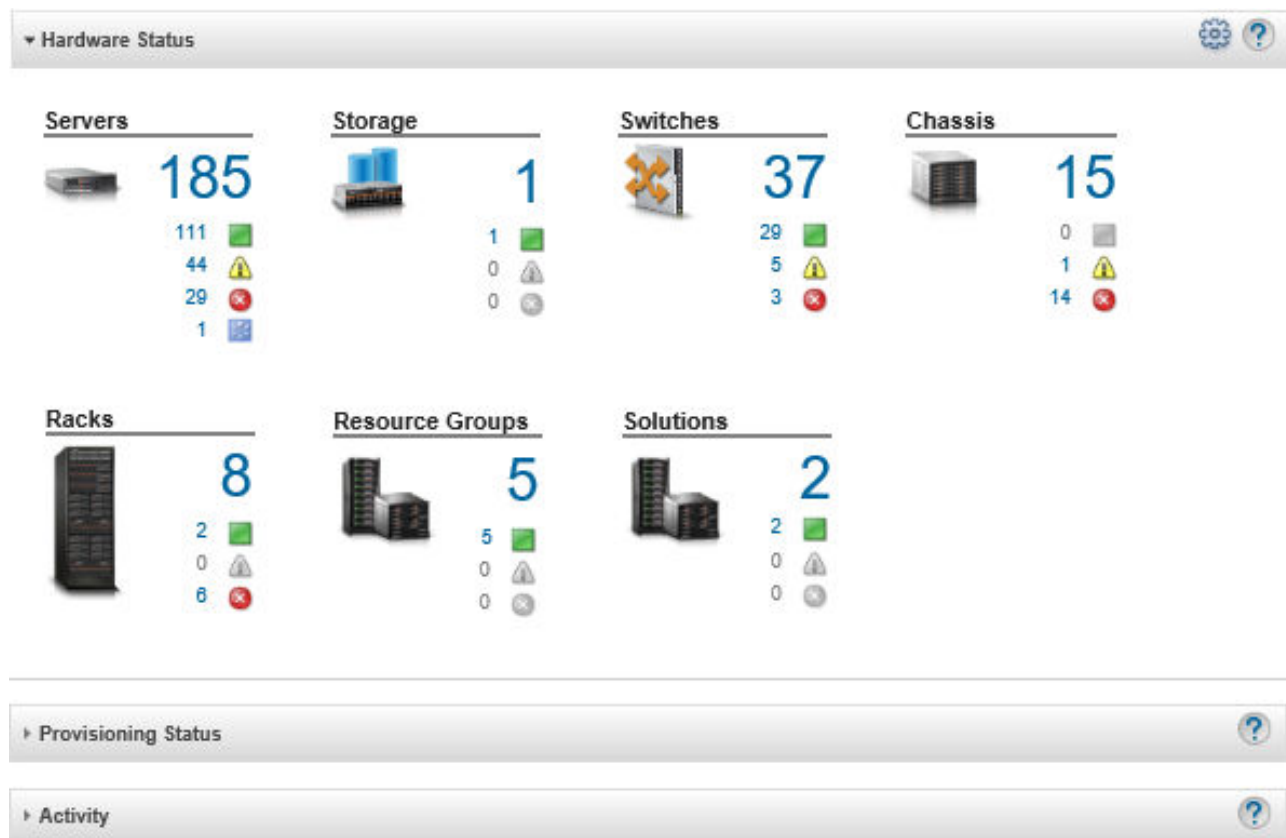 Hardware Status
Servers
185
111
44
29
1
Storage
1
1
0
0
Switches
37
29
5
3
Chassis
15
0
1
14
Racks
8
2
0
6
Resource Groups
5
5
0
0
Solutions
2
2
0
0
Provisioning Status
Activity